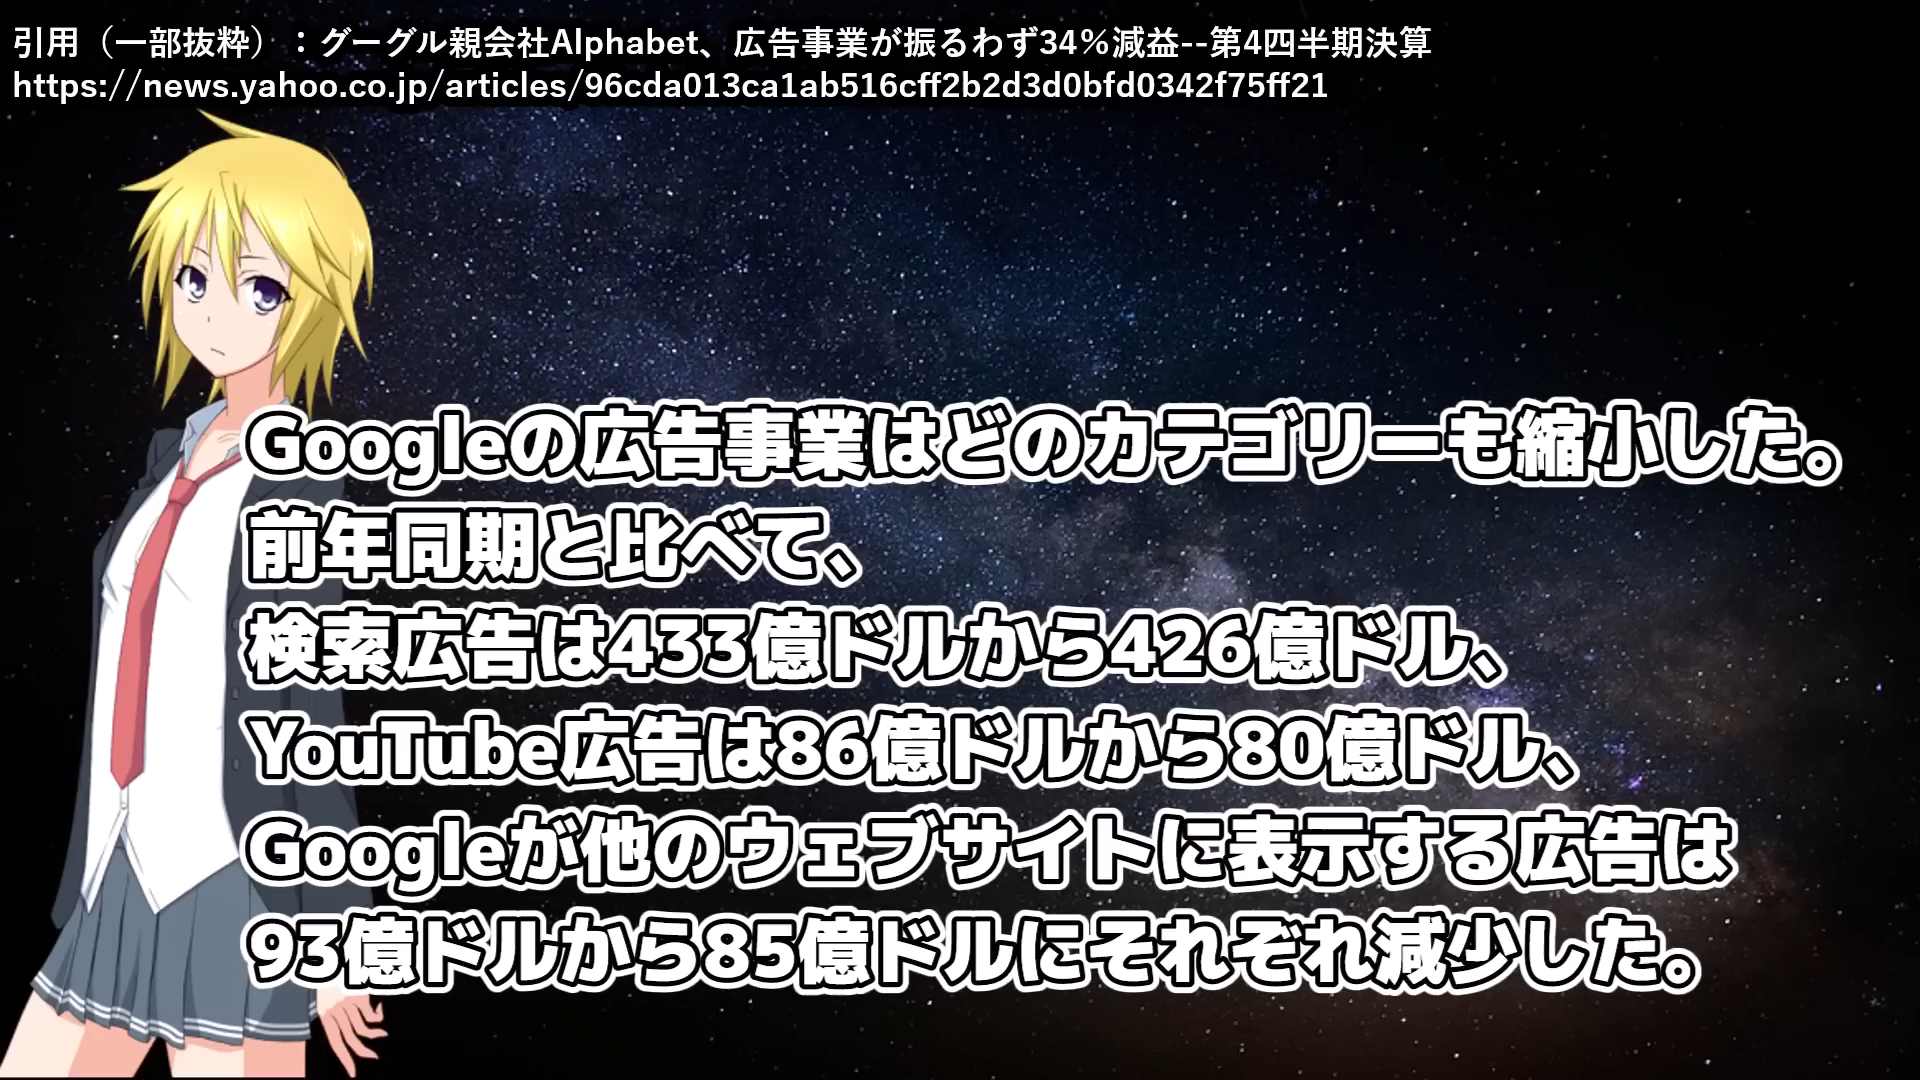 引用（一部抜粋）：グーグル親会社Alphabet、広告事業が振るわず34％減益--第4四半期決算
https://news.yahoo.co.jp/articles/96cda013ca1ab516cff2b2d3d0bfd0342f75ff21
Googleの広告事業はどのカテゴリーも縮小した。
前年同期と比べて、
検索広告は433億ドルから426億ドル、
YouTube広告は86億ドルから80億ドル、
Googleが他のウェブサイトに表示する広告は
93億ドルから85億ドルにそれぞれ減少した。